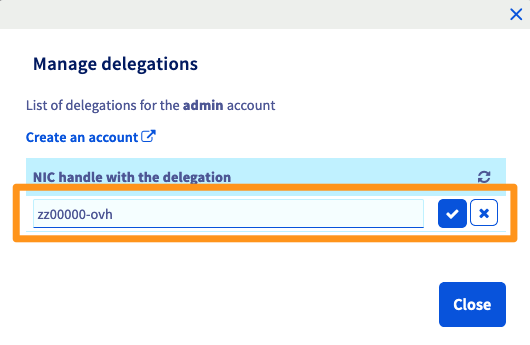 Manage delegations
List of delegations for the admin account
Create an account
NIC handle with the delegation
zz00000-ovh
Close